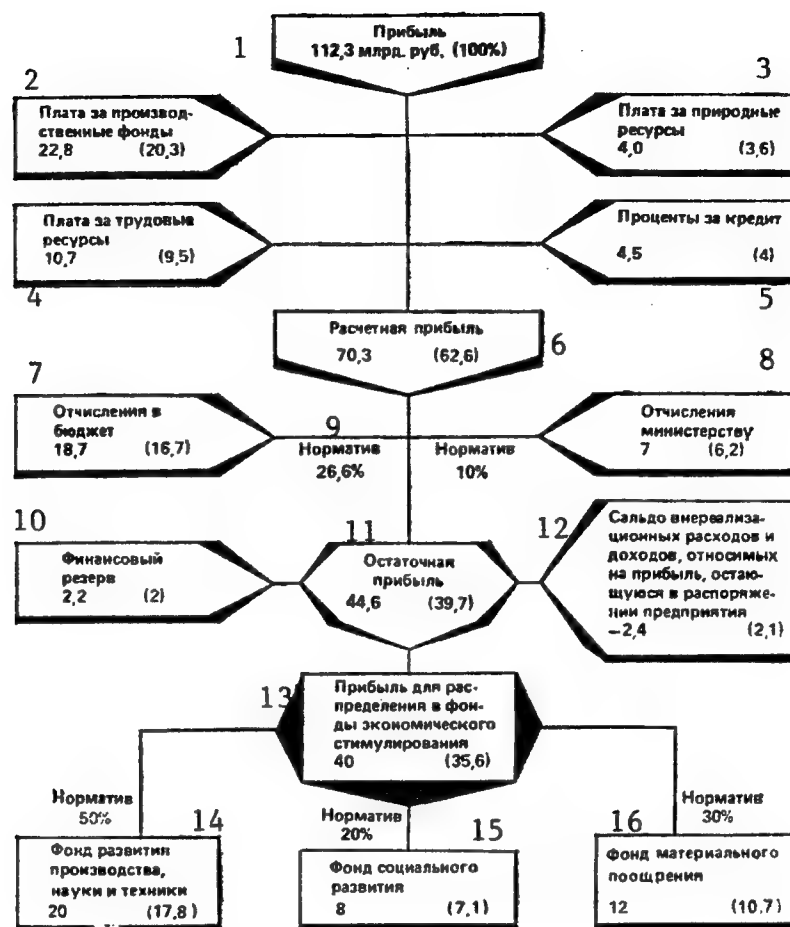 1
Прибыль
112,3 млрд. руб. (100%)
2
Плата за производ-
ственные фонды
22,8 (20,3)
3
Плата за природные
ресурсы
4,0 (3,6)
Плата за трудовые
ресурсы
10,7 (9,5)
4
Проценты за кредит
4,5 (4)
5
Расчетная прибыль
70,3 (62,6)
6
7
Отчисления в
бюджет
18,7 (16,7)
8
Отчисления
министерству
7 (6,2)
9
Норматив
26,6%
Норматив
10%
10
Финансовый
резерв
2,2 (2)
11
Остаточная
прибыль
44,6 (39,7)
12
Сальдо внереализа-
ционных расходов и
доходов, относимых
на прибыль, остаю-
щуюся в распоряже-
нии предприятия
−2,4 (2,1)
13
Прибыль для рас-
пределения в фон-
ды экономического
стимулирования
40 (35,6)
Норматив
50%
14
Фонд развития
производства,
науки и техники
20 (17,8)
Норматив
20%
15
Фонд социального
развития
8 (7,1)
Норматив
30%
16
Фонд материального
поощрения
12 (10,7)